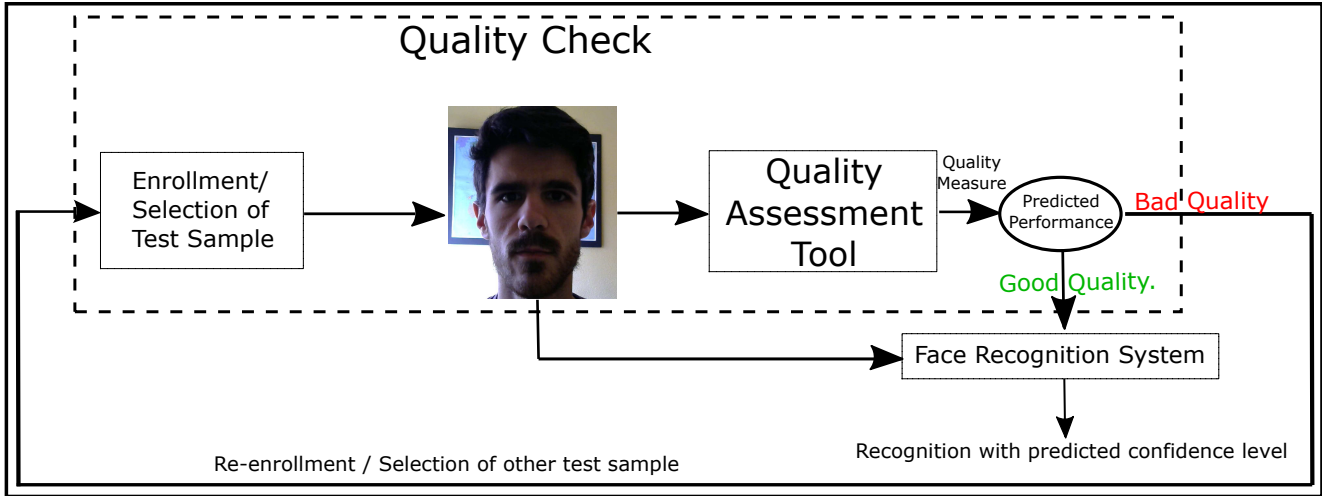 Quality Check
Enrollment/
Selection of
Test Sample
Quality
Assessment
Tool
Quality
Measure
Predicted
Performance
Bad Quality
Good Quality.
Face Recognition System
Recognition with predicted confidence level
Re-enrollment / Selection of other test sample